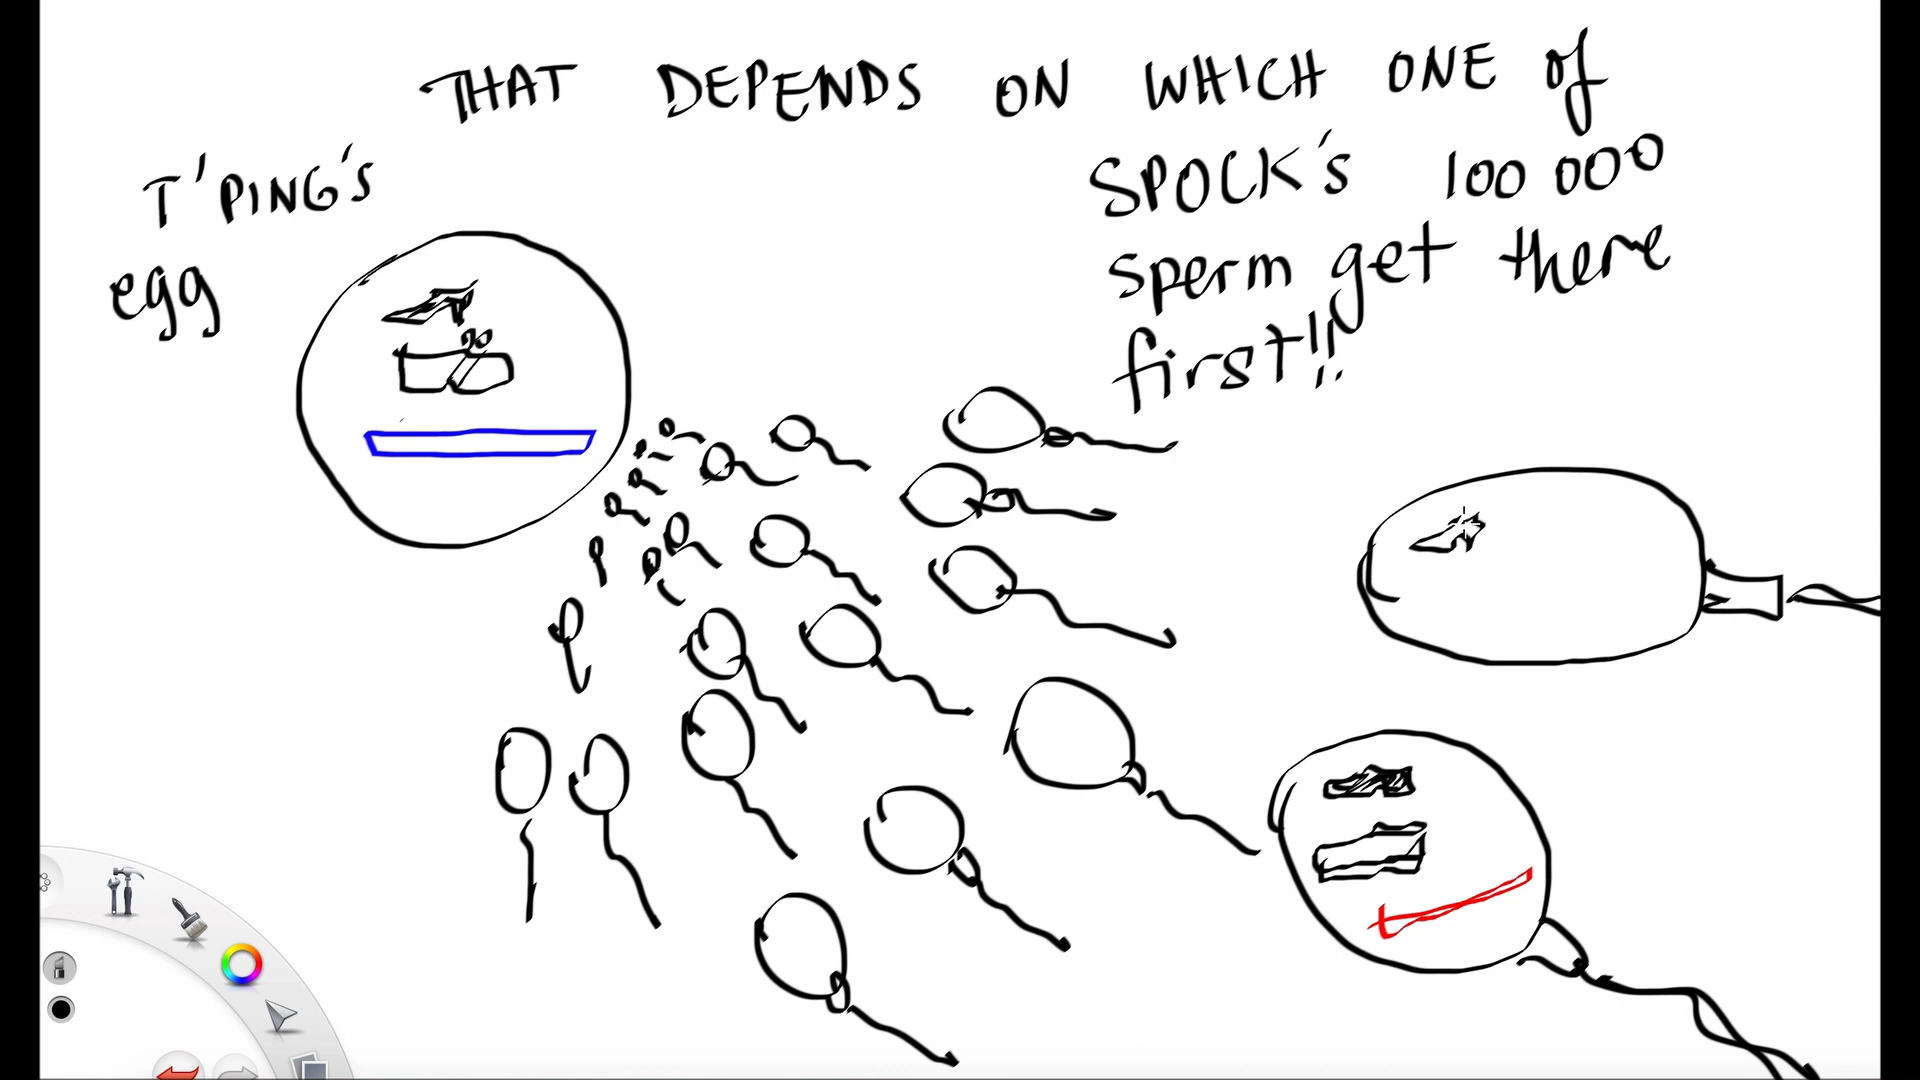 THAT DEPENDS ON WHICH ONE of
SPOCK'S 100 000
sperm get there
first!!
T'PING'S
egg